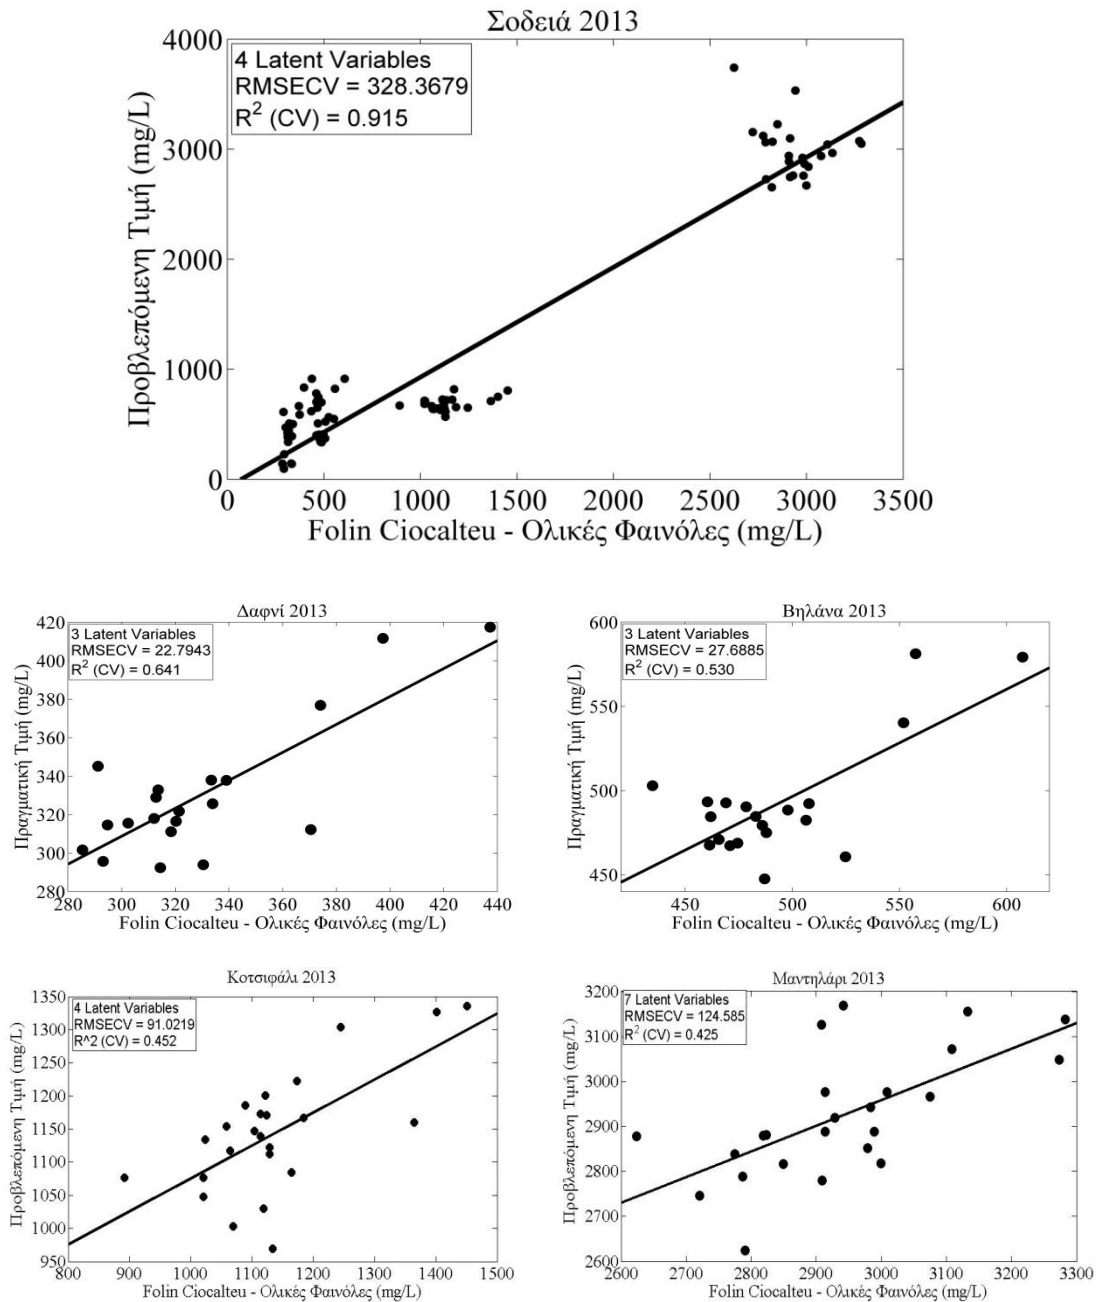 Σοδειά 2013
4 Latent Variables
RMSECV = 328.3679
R² (CV) = 0.915
Προβλεπόμενη Τιμή (mg/L)
4000
3000
2000
1000
0
0 500 1000 1500 2000 2500 3000 3500
Folin Ciocalteu - Ολικές Φαινόλες (mg/L)
Δαφνί 2013
3 Latent Variables
RMSECV = 22.7943
R² (CV) = 0.641
Πραγματική Τιμή (mg/L)
420
400
380
360
340
320
300
280
280 300 320 340 360 380 400 420 440
Folin Ciocalteu - Ολικές Φαινόλες (mg/L)
Βηλάνα 2013
3 Latent Variables
RMSECV = 27.6885
R² (CV) = 0.530
Πραγματική Τιμή (mg/L)
600
550
500
450
450 500 550 600
Folin Ciocalteu - Ολικές Φαινόλες (mg/L)
Κοτσιφάλι 2013
4 Latent Variables
RMSECV = 91.0219
R^2 (CV) = 0.452
Προβλεπόμενη Τιμή (mg/L)
1350
1300
1250
1200
1150
1100
1050
1000
950
800 900 1000 1100 1200 1300 1400 1500
Folin Ciocalteu - Ολικές Φαινόλες (mg/L)
Μαντηλάρι 2013
7 Latent Variables
RMSECV = 124.585
R² (CV) = 0.425
Προβλεπόμενη Τιμή (mg/L)
3200
3100
3000
2900
2800
2700
2600
2600 2700 2800 2900 3000 3100 3200 3300
Folin Ciocalteu - Ολικές Φαινόλες (mg/L)